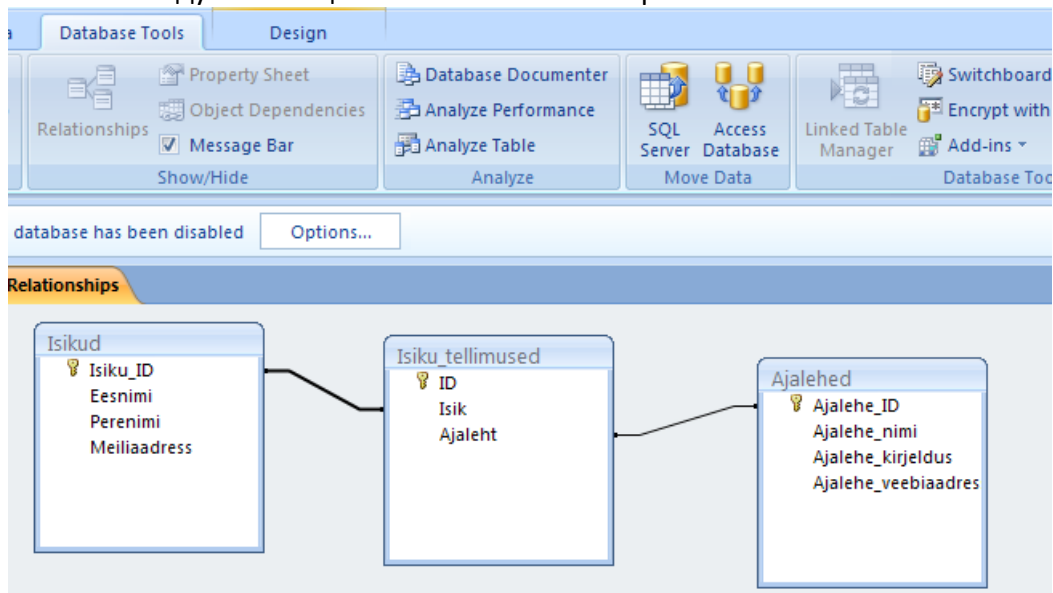 Database Tools Design
Property Sheet
Object Dependencies
Relationships
Message Bar
Show/Hide
Database Documenter
Analyze Performance
Analyze Table
Analyze
SQL Server
Access Database
Move Data
Linked Table Manager
Switchboard
Encrypt with
Add-ins
Database Too
database has been disabled Options...
Relationships
Isikud
Isiku_ID
Eesnimi
Perenimi
Meiliaadress
Isiku_tellimused
ID
Isik
Ajaleht
Ajalehed
Ajalehe_ID
Ajalehe_nimi
Ajalehe_kirjeldus
Ajalehe_veebiaadres